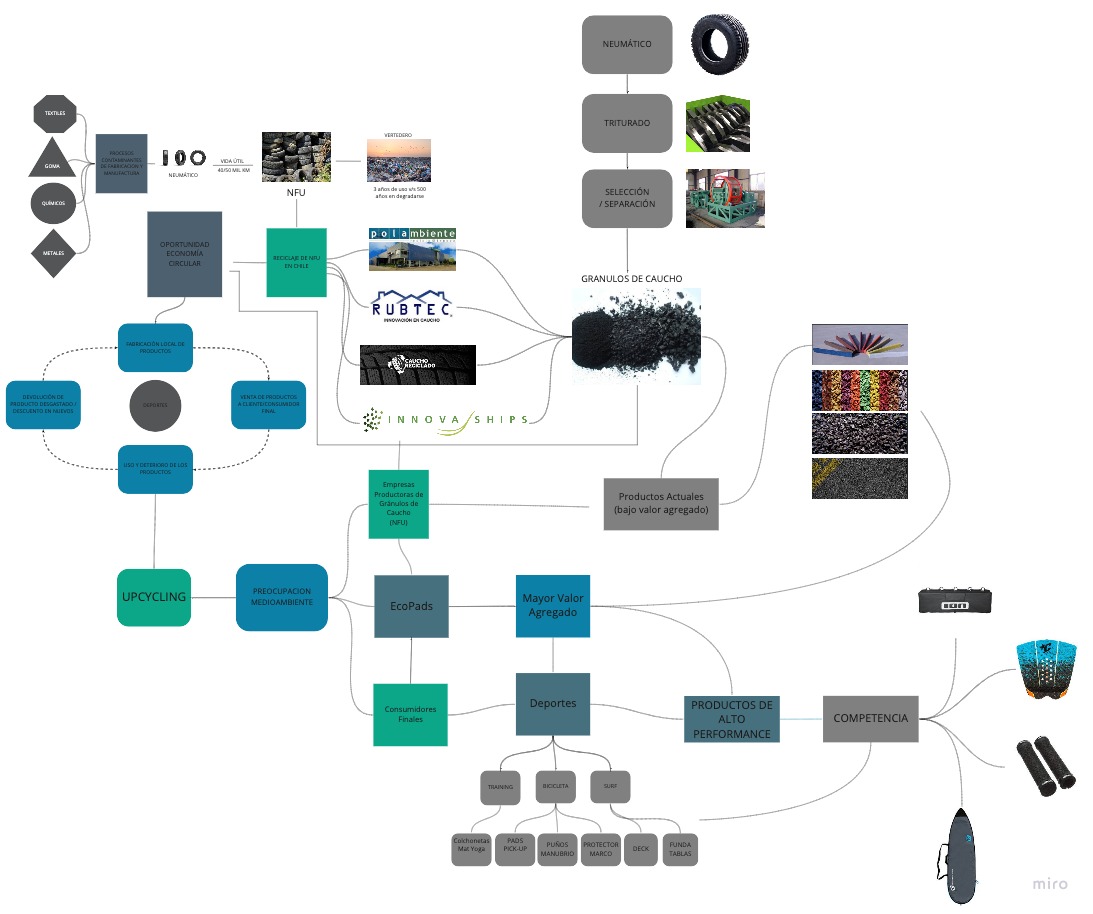 NEUMÁTICO
TRITURADO
SELECCIÓN
/ SEPARACIÓN
GRANULOS DE CAUCHO
TEXTILES
GOMA
QUÍMICOS
METALES
PROCESOS
CONTAMINANTES
DE FABRICACION Y
MANUFACTURA
NEUMÁTICO
VIDA ÚTIL
40/50 MIL KM
NFU
VERTEDERO
3 años de uso v/s 500
años en degradarse
OPORTUNIDAD
ECONOMÍA
CIRCULAR
RECICLAJE DE NFU
EN CHILE
polambiente
RUBTEC
INNOVACIÓN EN CAUCHO
CAUCHO
RECICLADO
INNOVA SHIPS
FABRICACIÓN LOCAL DE
PRODUCTOS
DEVOLUCIÓN DE
PRODUCTO DESGASTADO /
DESCUENTO EN NUEVOS
DEPORTES
VENTA DE PRODUCTOS
A CLIENTE/CONSUMIDOR
FINAL
USO Y DETERIORO DE LOS
PRODUCTOS
Empresas
Productoras de
Gránulos de
Caucho
(NFU)
Productos Actuales
(bajo valor agregado)
UPCYCLING
PREOCUPACION
MEDIOAMBIENTE
EcoPads
Mayor Valor
Agregado
Consumidores
Finales
Deportes
PRODUCTOS DE
ALTO
PERFORMANCE
COMPETENCIA
TRAINING
BICICLETA
SURF
Colchonetas
Mat Yoga
PADS
PICK-UP
PUÑOS
MANUBRIO
PROTECTOR
MARCO
DECK
FUNDA
TABLAS
miro